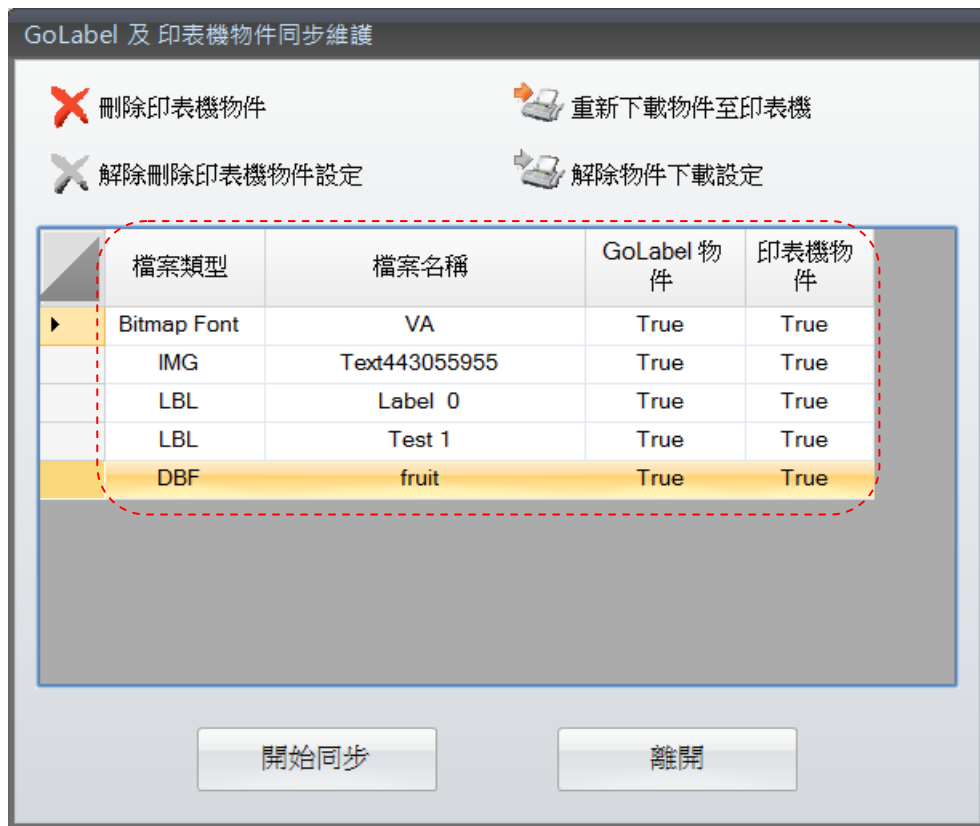 GoLabel 及 印表機物件同步維護
刪除印表機物件 重新下載物件至印表機
解除刪除印表機物件設定 解除物件下載設定
檔案類型 檔案名稱 GoLabel 物件 印表機物件
Bitmap Font VA True True
IMG Text443055955 True True
LBL Label 0 True True
LBL Test 1 True True
DBF fruit True True
開始同步 離開